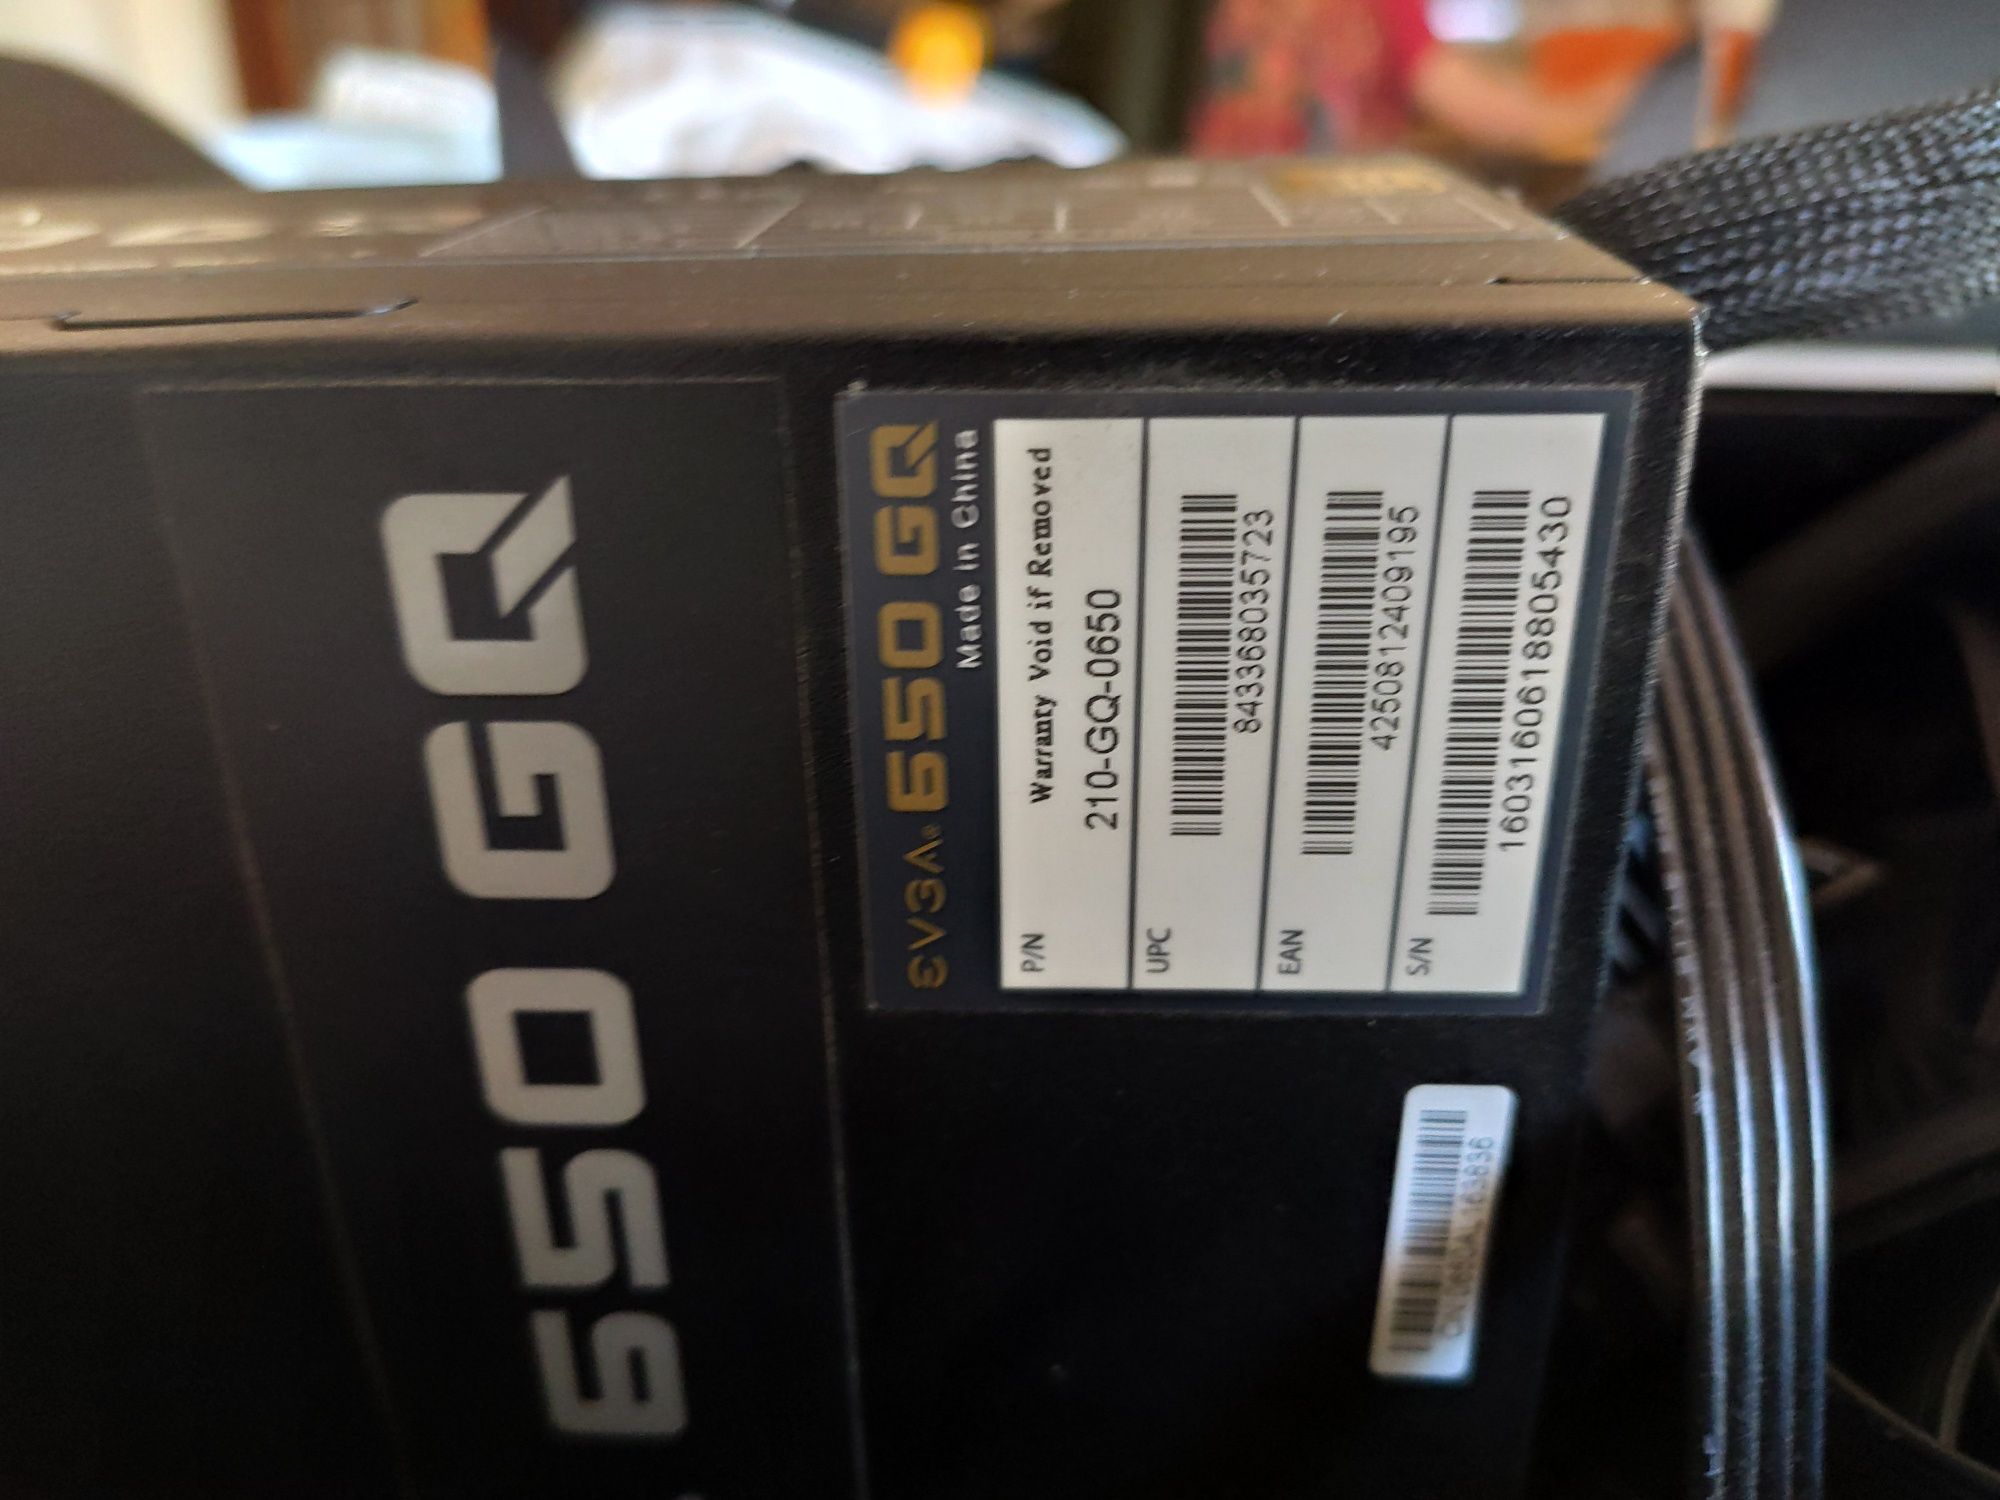 650 GQ
EVGA® 650 GQ
Made in China
P/N
Warranty Void if Removed
210-GQ-0650
UPC
843368035723
EAN
4250812409195
S/N
1603160618805430